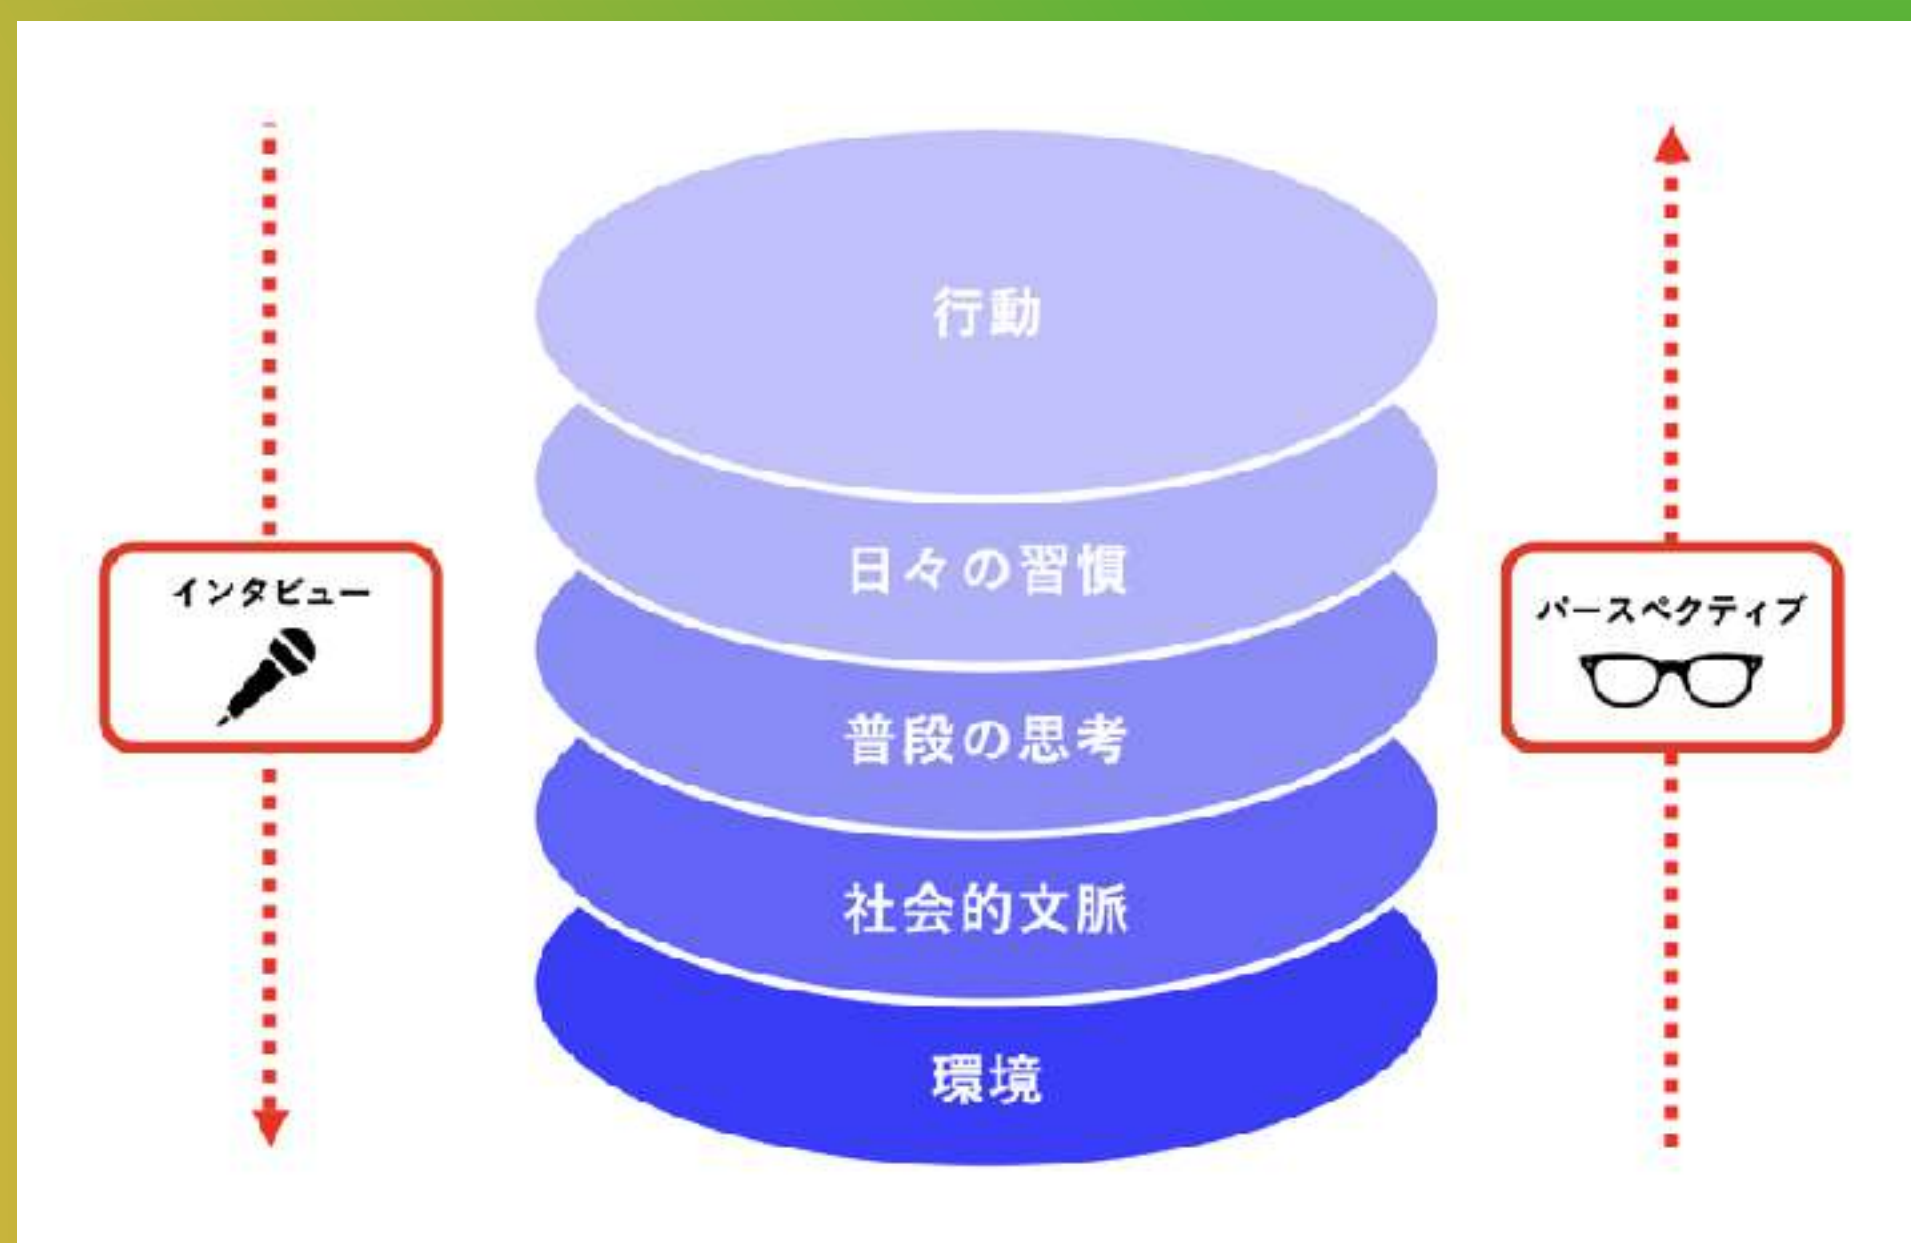 行動
日々の習慣
インタビュー
パースペクティブ
普段の思考
社会的文脈
環境